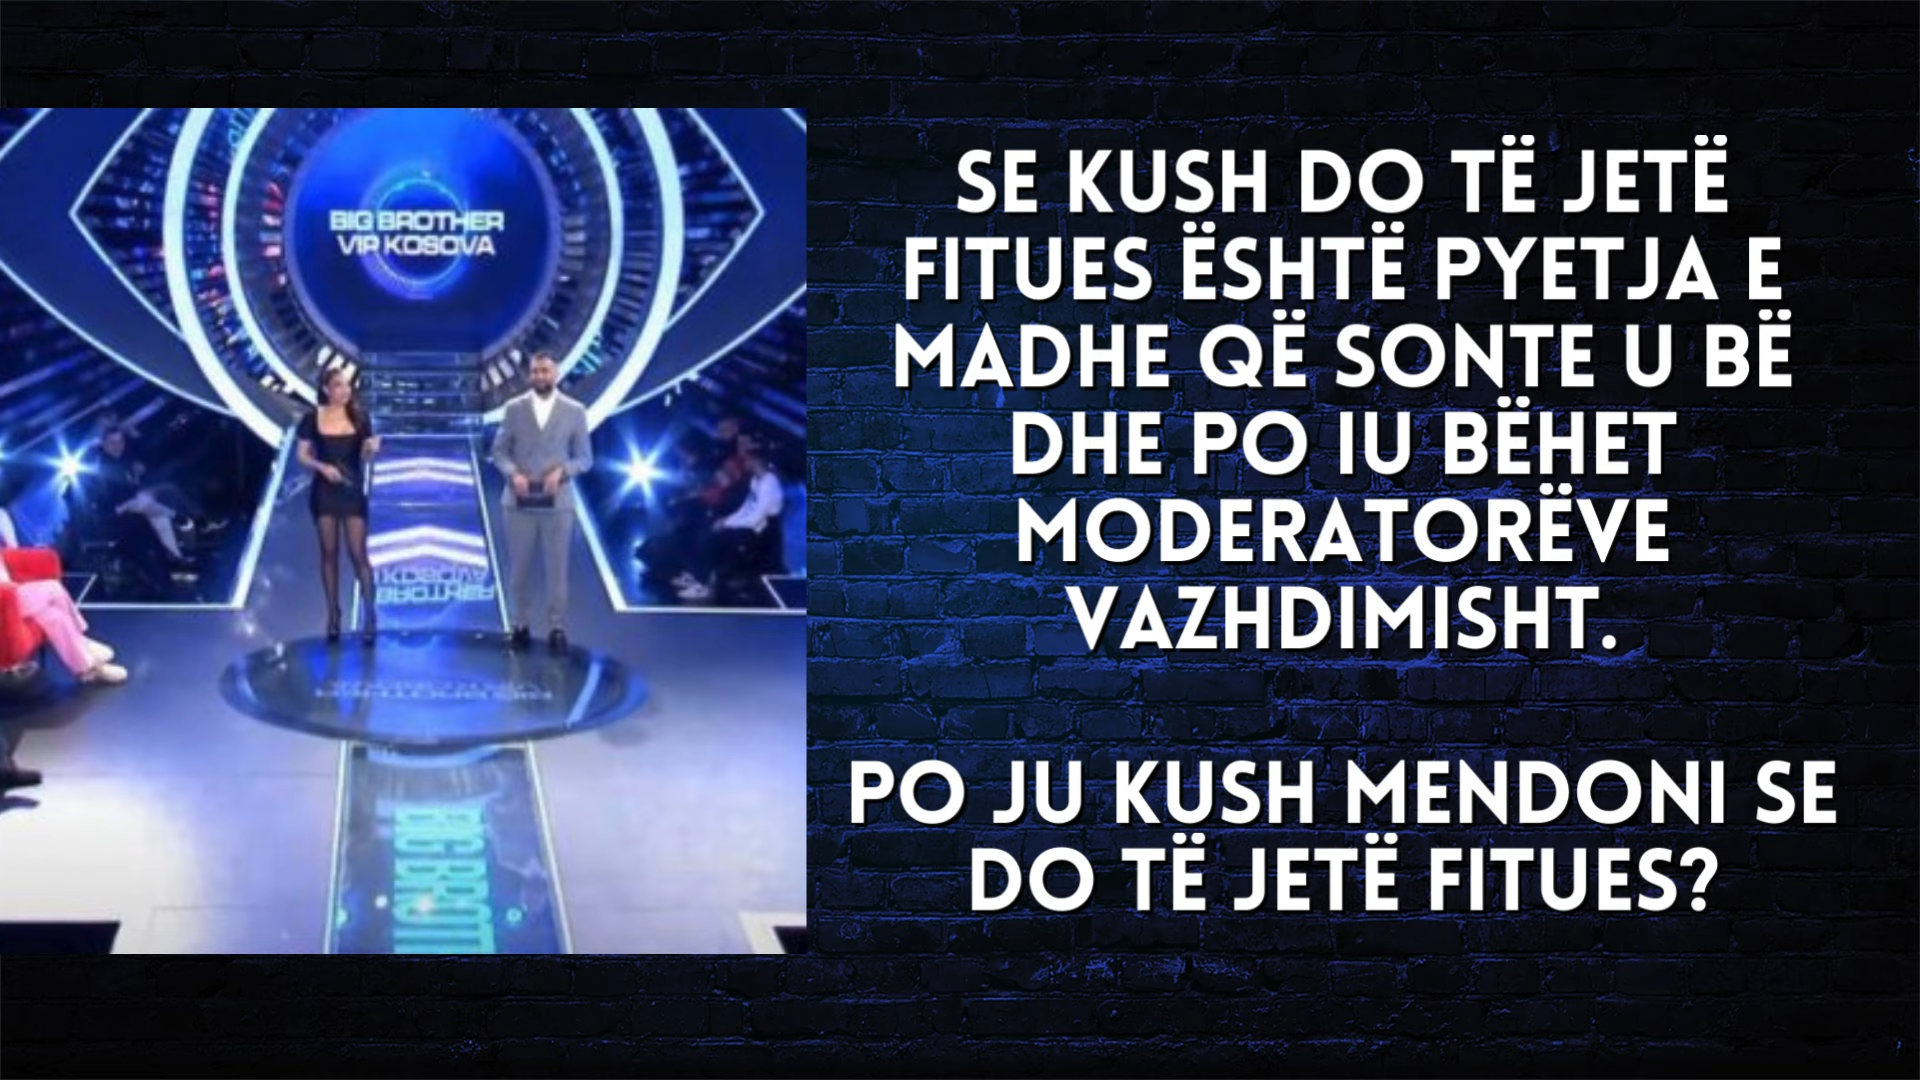 BIG BROTHER
VIP KOSOVA
SE KUSH DO TË JETË
FITUES ËSHTË PYETJA E
MADHE QË SONTE U BË
DHE PO IU BËHET
MODERATORËVE
VAZHDIMISHT.
PO JU KUSH MENDONI SE
DO TË JETË FITUES?